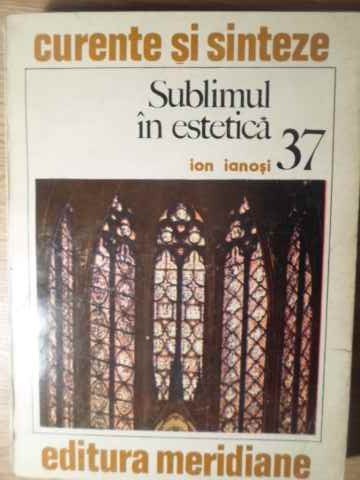 curente și sinteze
Sublimul
în estetică
ion ianoși
37
editura meridiane